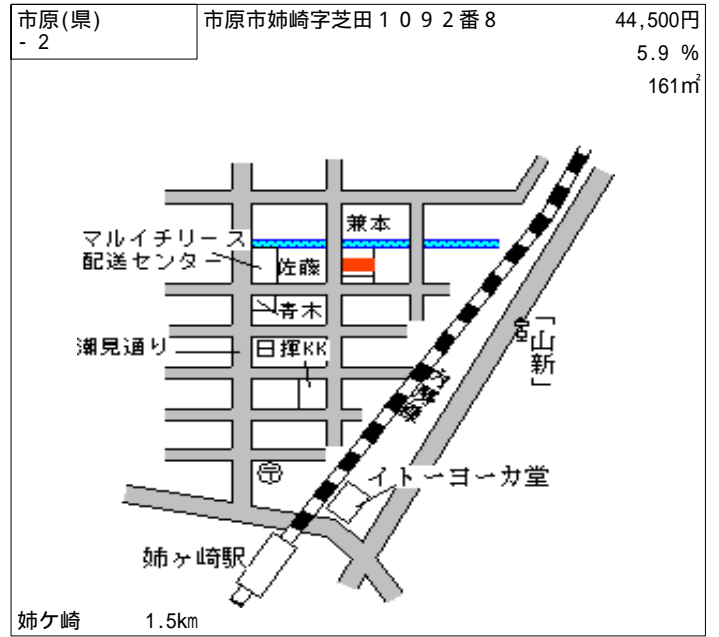 市原(県)
- 2
市原市姉崎字芝田１０９２番８
44,500円
5.9 %
161㎡
兼本
マルイチリース
配送センター
佐藤
青木
潮見通り
日揮KK
「山新」
内房線
〒
イトーヨーカ堂
姉ヶ崎駅
姉ケ崎
1.5km